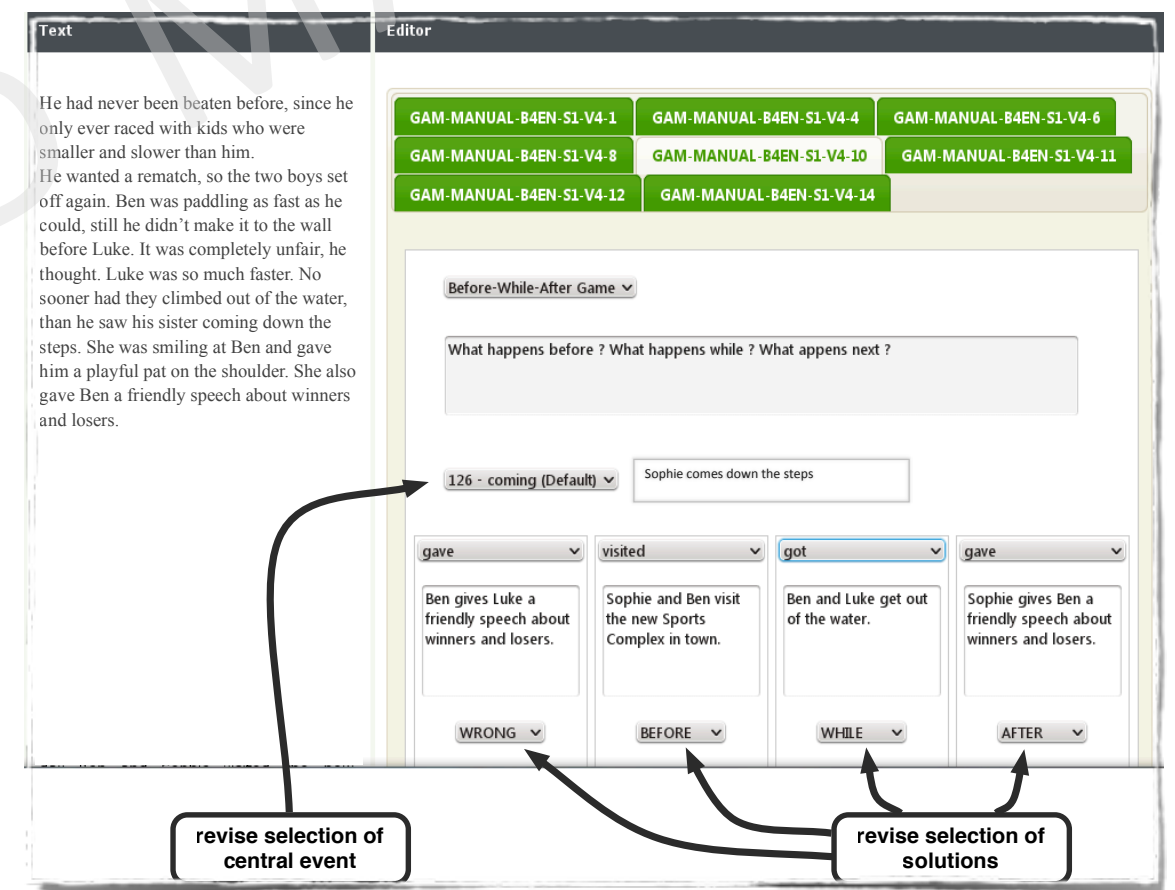 Text
Editor
He had never been beaten before, since he
only ever raced with kids who were
smaller and slower than him.
He wanted a rematch, so the two boys set
off again. Ben was paddling as fast as he
could, still he didn’t make it to the wall
before Luke. It was completely unfair, he
thought. Luke was so much faster. No
sooner had they climbed out of the water,
than he saw his sister coming down the
steps. She was smiling at Ben and gave
him a playful pat on the shoulder. She also
gave Ben a friendly speech about winners
and losers.
GAM-MANUAL-B4EN-S1-V4-1
GAM-MANUAL-B4EN-S1-V4-4
GAM-MANUAL-B4EN-S1-V4-6
GAM-MANUAL-B4EN-S1-V4-8
GAM-MANUAL-B4EN-S1-V4-10
GAM-MANUAL-B4EN-S1-V4-11
GAM-MANUAL-B4EN-S1-V4-12
GAM-MANUAL-B4EN-S1-V4-14
Before-While-After Game
What happens before ? What happens while ? What appens next ?
126 - coming (Default)
Sophie comes down the steps
gave
Ben gives Luke a
friendly speech about
winners and losers.
WRONG
visited
Sophie and Ben visit
the new Sports
Complex in town.
BEFORE
got
Ben and Luke get out
of the water.
WHILE
gave
Sophie gives Ben a
friendly speech about
winners and losers.
AFTER
revise selection of
central event
revise selection of
solutions